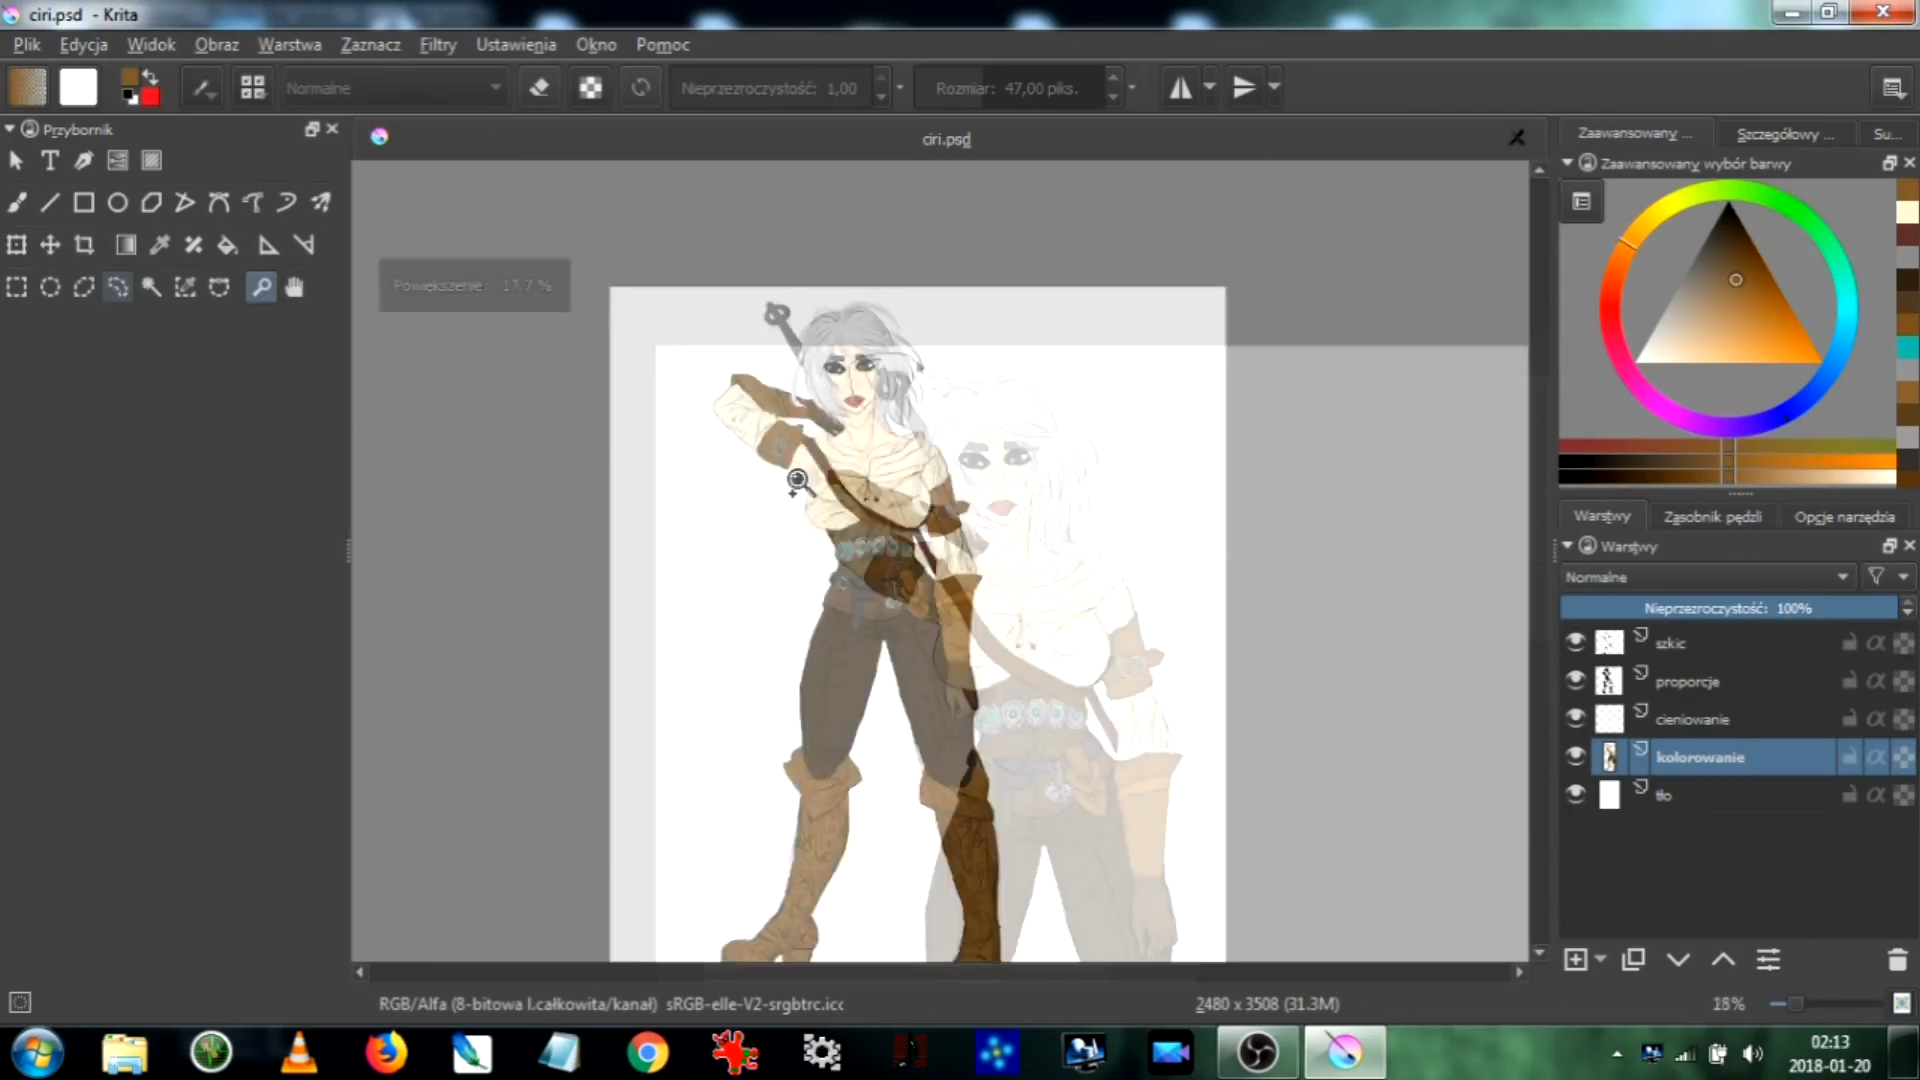 ciri.psd - Krita
Plik Edycja Widok Obraz Warstwa Zaznacz Filtry Ustawienia Okno Pomoc
Normalne Nieprzezroczystość: 1,00 Rozmiar: 47,00 piks.
Przybornik
ciri.psd
Zaawansowany ... Szczegółowy ... Su...
Zaawansowany wybór barwy
Powiększenie: 17,7 %
Warstwy Zasobnik pędzli Opcje narzędzia
Warstwy
Normalne
Nieprzezroczystość: 100%
szkic
proporcje
cieniowanie
kolorowanie
tło
RGB/Alfa (8-bitowa l.całkowita/kanał) sRGB-elle-V2-srgbtrc.icc
2480 x 3508 (31.3M)
18%
02:13
2018-01-20